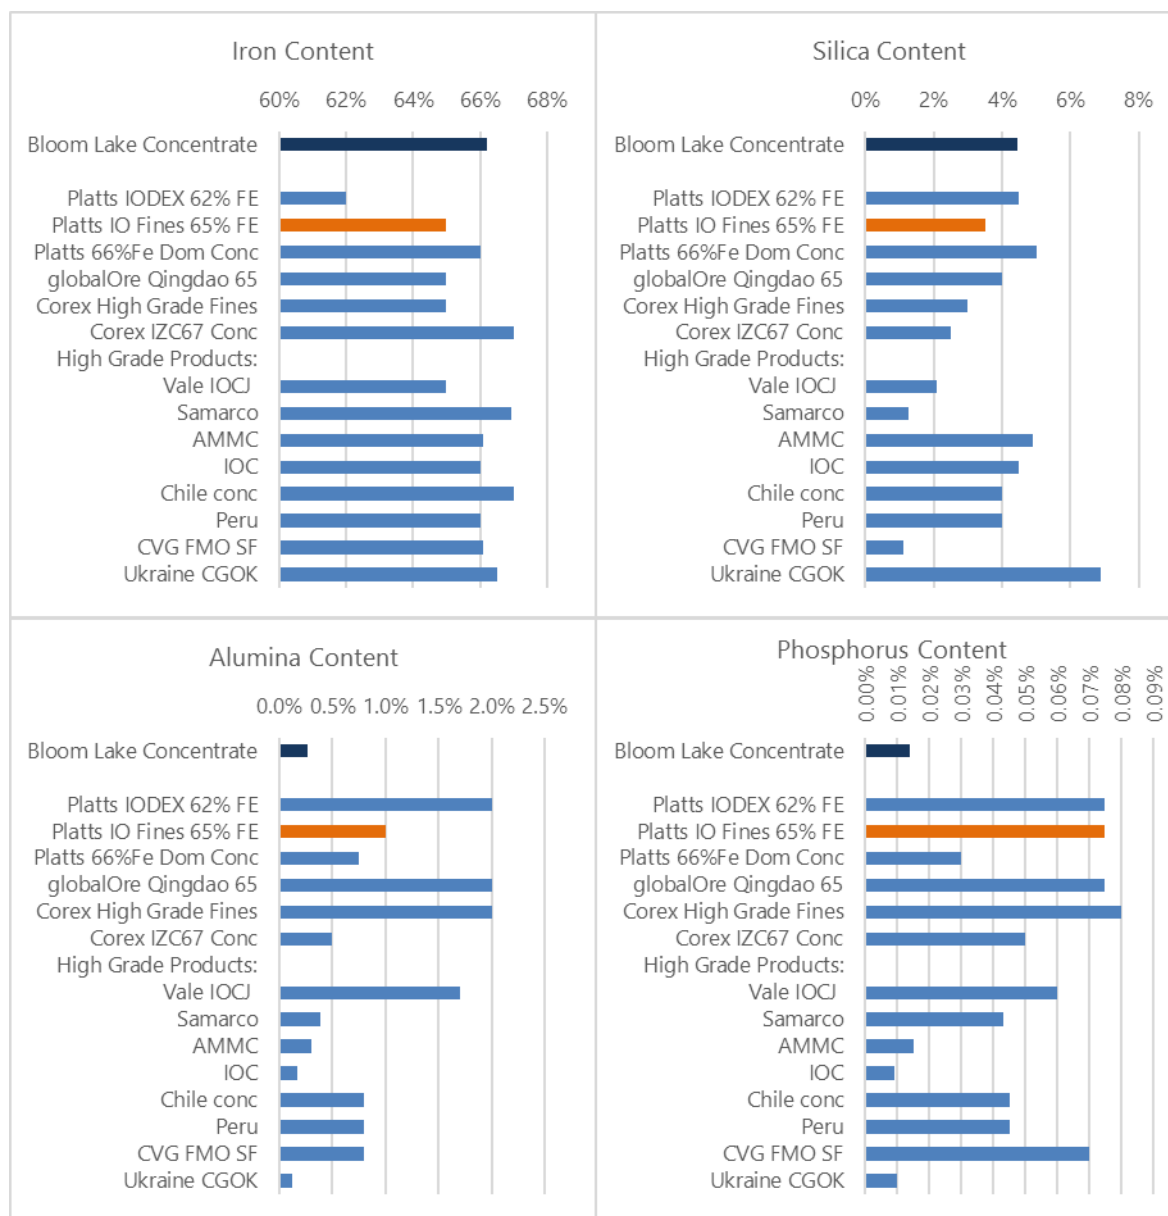 Iron Content
60% 62% 64% 66% 68%
Bloom Lake Concentrate
Platts IODEX 62% FE
Platts IO Fines 65% FE
Platts 66%Fe Dom Conc
globalOre Qingdao 65
Corex High Grade Fines
Corex IZC67 Conc
High Grade Products:
Vale IOCJ
Samarco
AMMC
IOC
Chile conc
Peru
CVG FMO SF
Ukraine CGOK
Silica Content
0% 2% 4% 6% 8%
Bloom Lake Concentrate
Platts IODEX 62% FE
Platts IO Fines 65% FE
Platts 66%Fe Dom Conc
globalOre Qingdao 65
Corex High Grade Fines
Corex IZC67 Conc
High Grade Products:
Vale IOCJ
Samarco
AMMC
IOC
Chile conc
Peru
CVG FMO SF
Ukraine CGOK
Alumina Content
0.0% 0.5% 1.0% 1.5% 2.0% 2.5%
Bloom Lake Concentrate
Platts IODEX 62% FE
Platts IO Fines 65% FE
Platts 66%Fe Dom Conc
globalOre Qingdao 65
Corex High Grade Fines
Corex IZC67 Conc
High Grade Products:
Vale IOCJ
Samarco
AMMC
IOC
Chile conc
Peru
CVG FMO SF
Ukraine CGOK
Phosphorus Content
0.00% 0.01% 0.02% 0.03% 0.04% 0.05% 0.06% 0.07% 0.08% 0.09%
Bloom Lake Concentrate
Platts IODEX 62% FE
Platts IO Fines 65% FE
Platts 66%Fe Dom Conc
globalOre Qingdao 65
Corex High Grade Fines
Corex IZC67 Conc
High Grade Products:
Vale IOCJ
Samarco
AMMC
IOC
Chile conc
Peru
CVG FMO SF
Ukraine CGOK